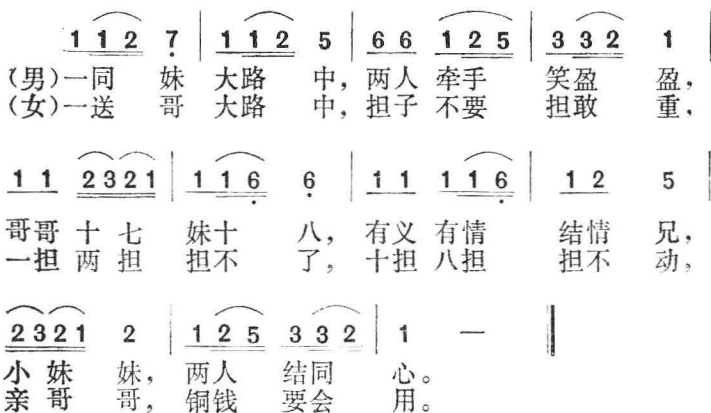 1 1 2 7̣ | 1 1 2 5 | 6 6 1 2 5 | 3 3 2 1 |
(男)一同 妹 大路 中，两人 牵手 笑盈 盈，
(女)一送 哥 大路 中，担子 不要 担敢 重，
1 1 2 3 2 1 | 1 1 6̣ 6̣ | 1 1 1 1 6̣ | 1 2 5 |
哥哥 十 七 妹十 八，有义 有情 结情 兄，
一担 两 担 担不 了，十担 八担 担不 动，
2 3 2 1 2 | 1 2 5 3 3 2 | 1 — ‖
小 妹 妹，两人 结同 心。
亲 哥 哥，铜钱 要会 用。